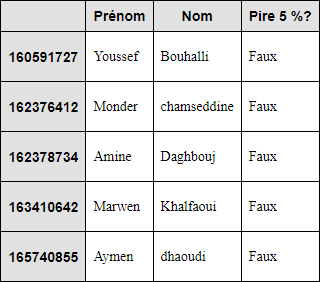 Prénom Nom Pire 5 %?
160591727 Youssef Bouhalli Faux
162376412 Monder chamseddine Faux
162378734 Amine Daghbouj Faux
163410642 Marwen Khalfaoui Faux
165740855 Aymen dhaoudi Faux